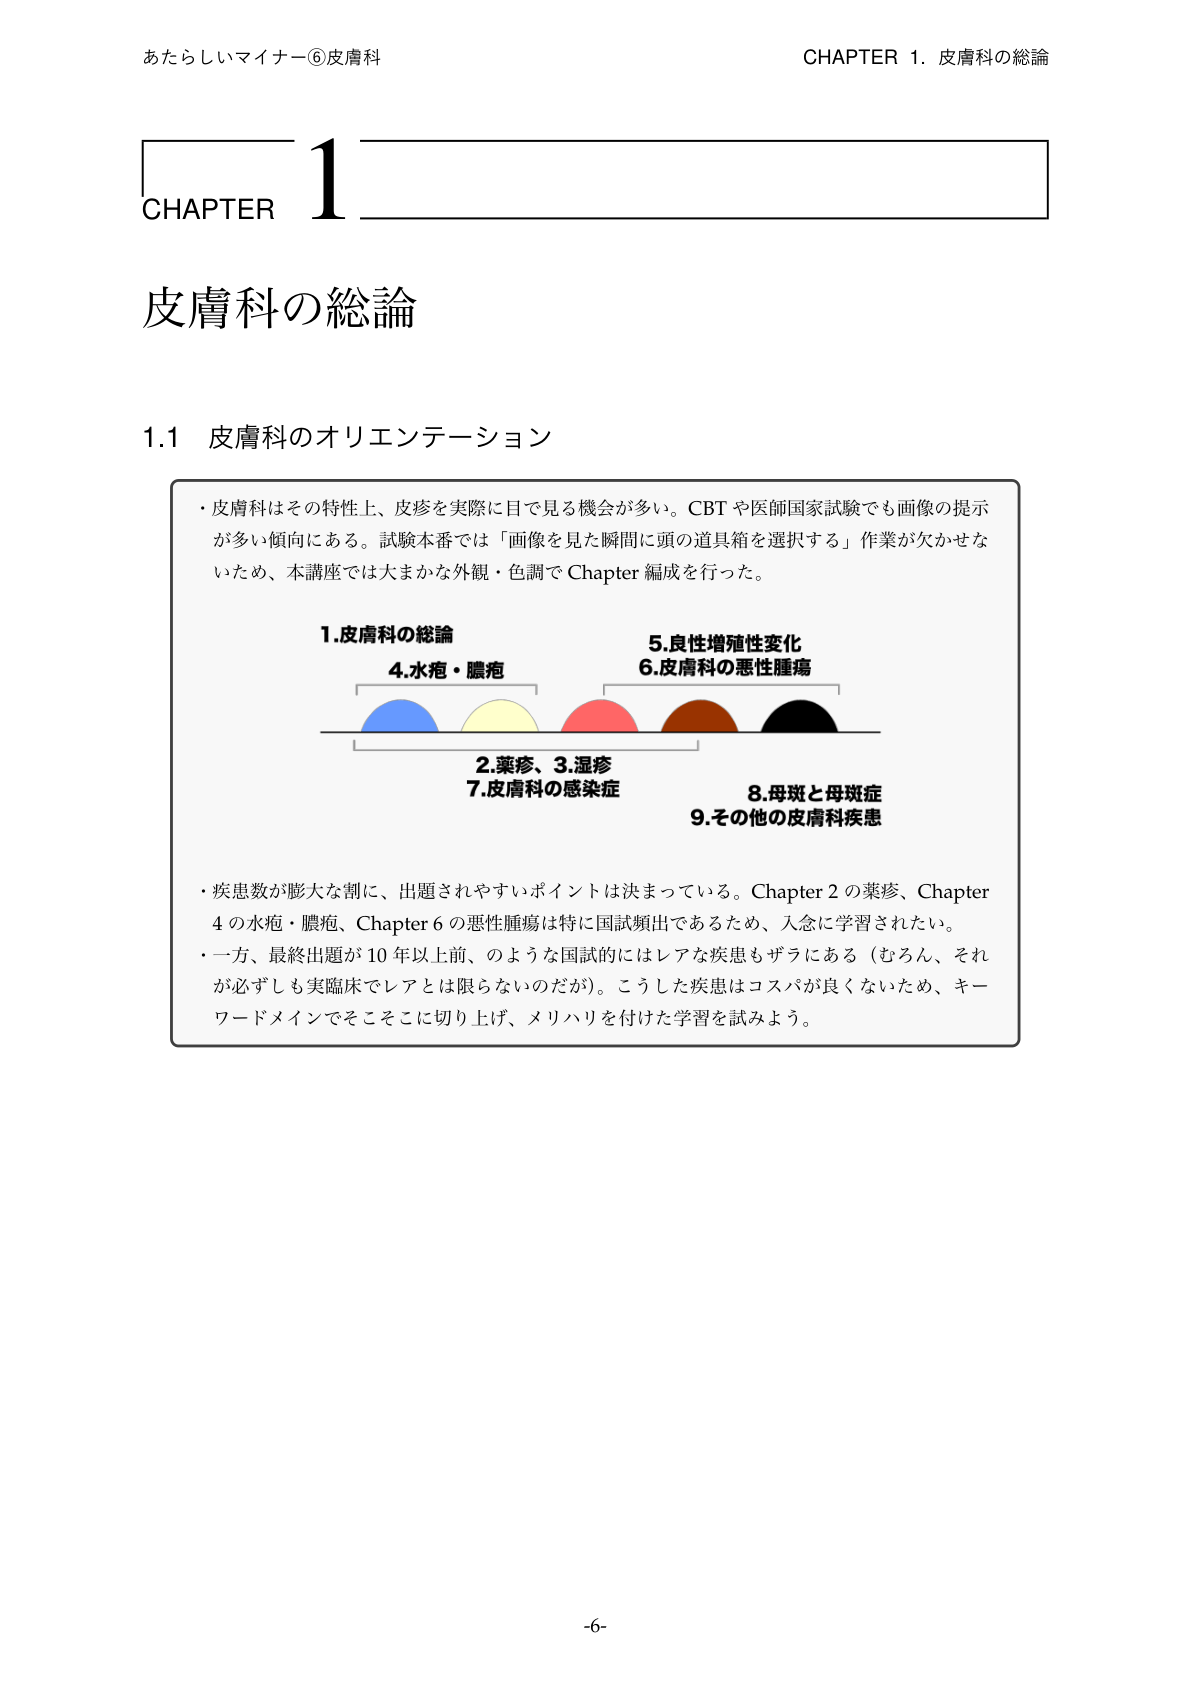 あたらしいマイナー⑥皮膚科
CHAPTER 1. 皮膚科の総論
CHAPTER 1
皮膚科の総論
1.1 皮膚科のオリエンテーション
・皮膚科はその特性上、皮疹を実際に目で見る機会が多い。CBT や医師国家試験でも画像の提示
が多い傾向にある。試験本番では「画像を見た瞬間に頭の道具箱を選択する」作業が欠かせな
いため、本講座では大まかな外観・色調で Chapter 編成を行った。
1.皮膚科の総論
5.良性増殖性変化
4.水疱・膿疱
6.皮膚科の悪性腫瘍
2.薬疹、3.湿疹
7.皮膚科の感染症
8.母斑と母斑症
9.その他の皮膚科疾患
・疾患数が膨大な割に、出題されやすいポイントは決まっている。Chapter 2 の薬疹、Chapter
4 の水疱・膿疱、Chapter 6 の悪性腫瘍は特に国試頻出であるため、入念に学習されたい。
・一方、最終出題が 10 年以上前、のような国試的にはレアな疾患もザラにある（むろん、それ
が必ずしも実臨床でレアとは限らないのだが）。こうした疾患はコスパが良くないため、キー
ワードメインでそこそこに切り上げ、メリハリを付けた学習を試みよう。
-6-